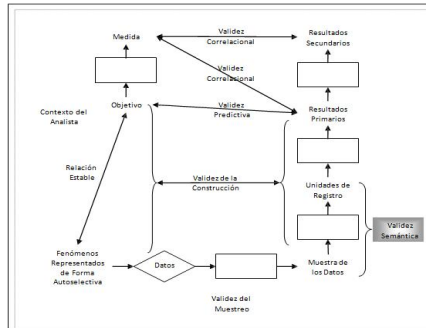 Medida
Validez
Correlacional
Resultados
Secundarios
Validez
Correlacional
Contexto del
Analista
Objetivo
Validez
Predictiva
Resultados
Primarios
Relación
Estable
Validez de la
Construcción
Unidades de
Registro
Validez
Semántica
Fenómenos
Representados
de Forma
Autoselectiva
Datos
Muestra de
los Datos
Validez del
Muestreo